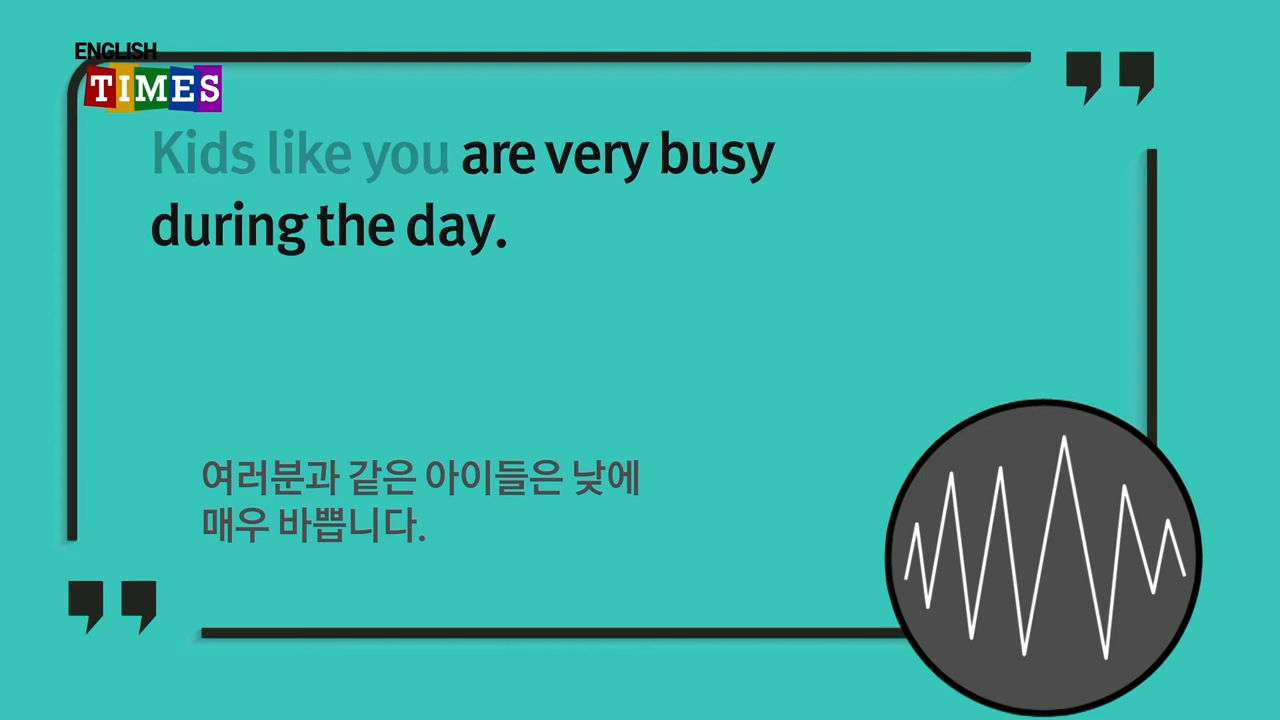 ENGLISH
TIMES
Kids like you are very busy
during the day.
여러분과 같은 아이들은 낮에
매우 바쁩니다.